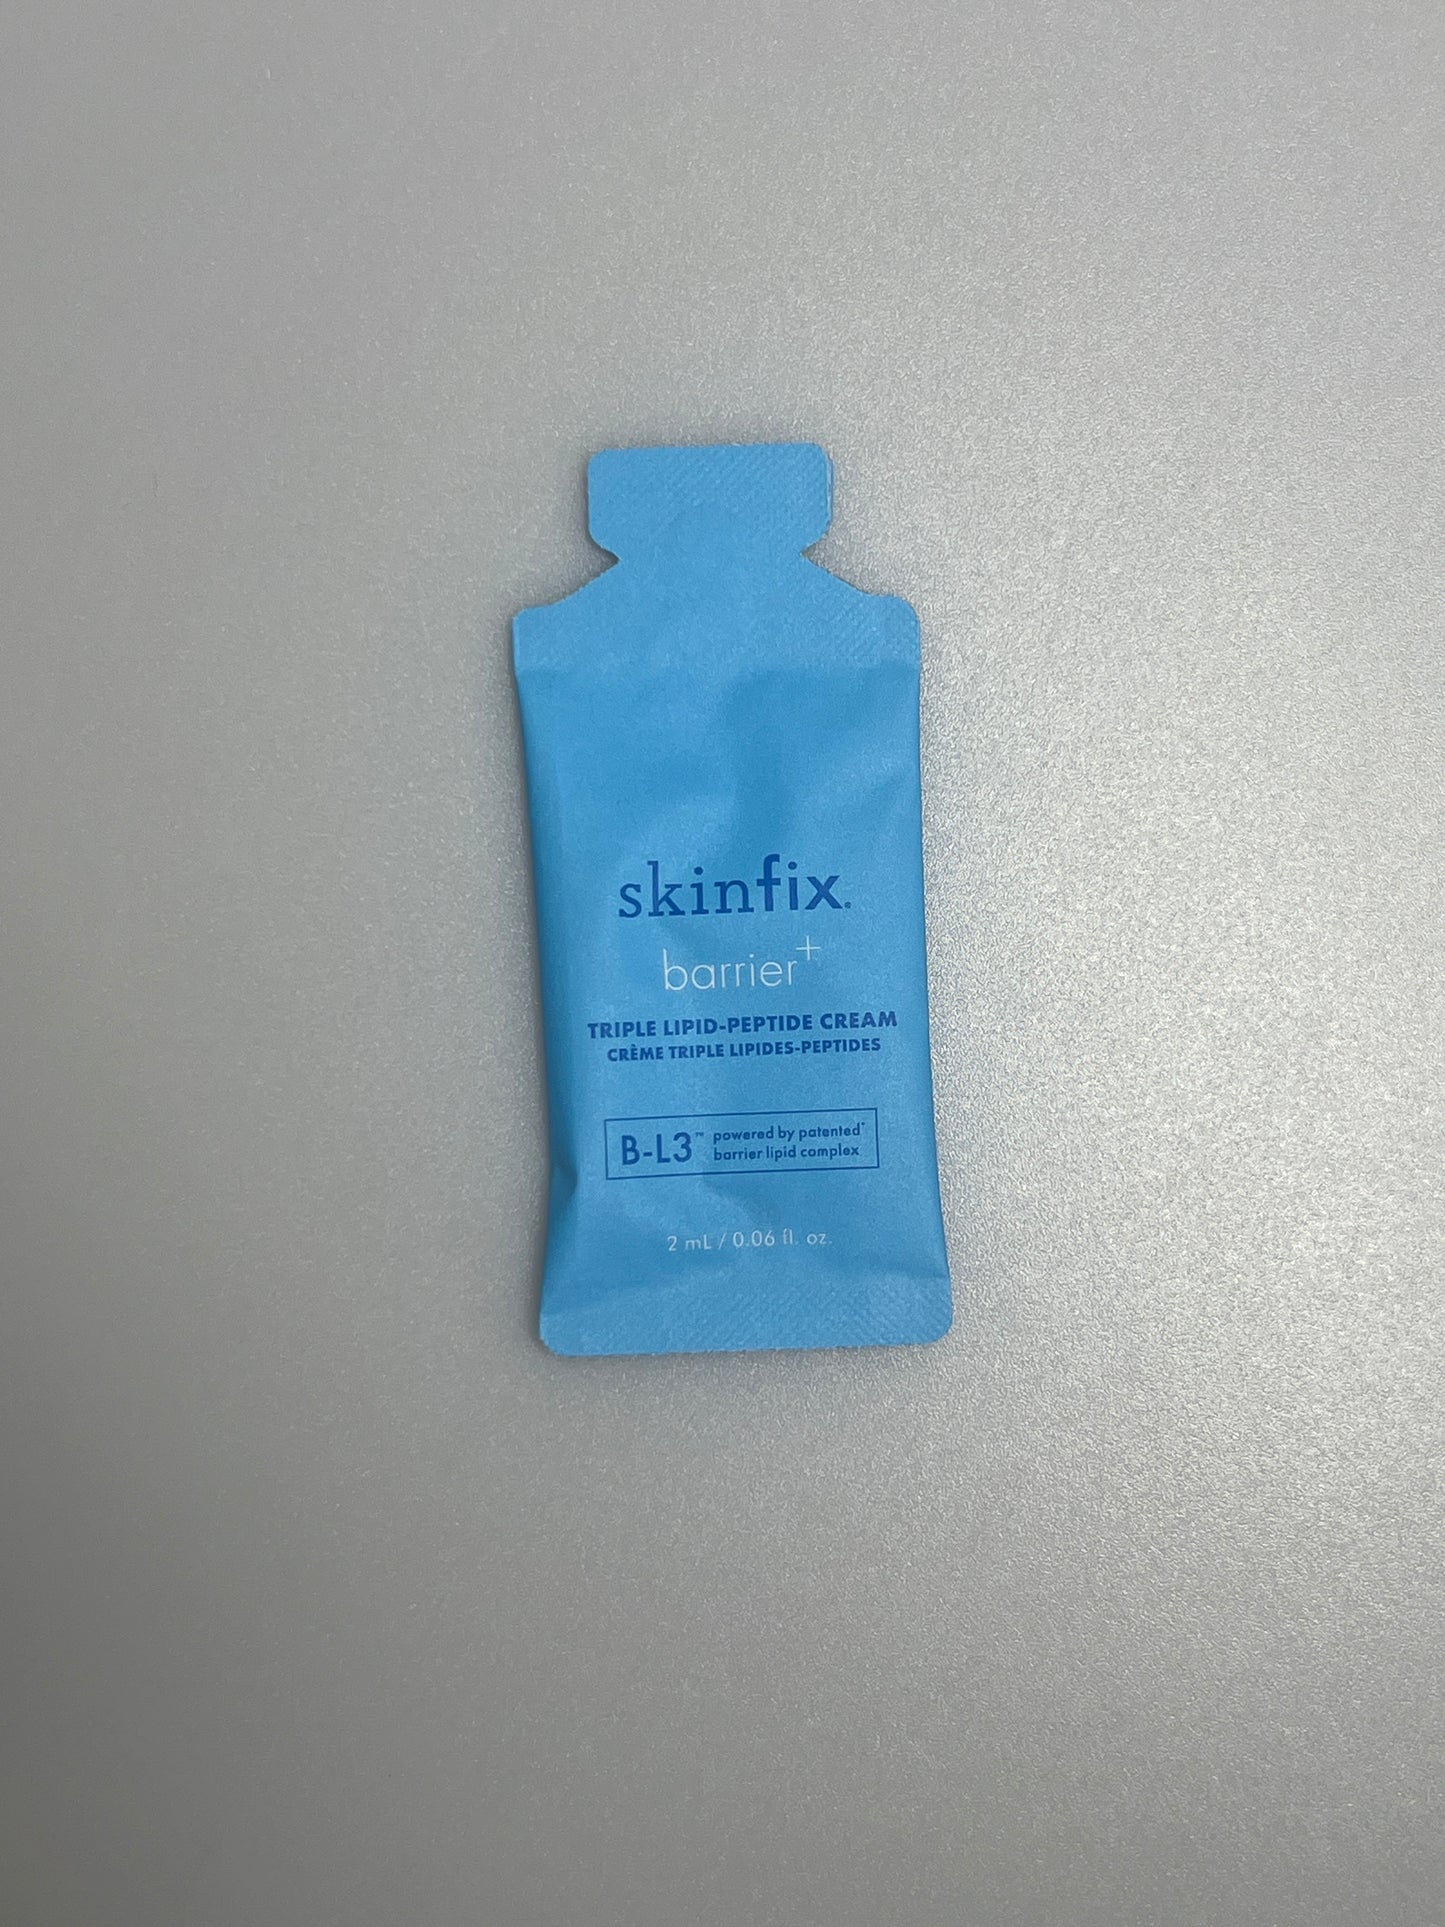 skinfix®
barrier+
TRIPLE LIPID-PEPTIDE CREAM
CRÈME TRIPLE LIPIDES-PEPTIDES
B-L3™ powered by patented*
barrier lipid complex
2 mL / 0.06 fl. oz.